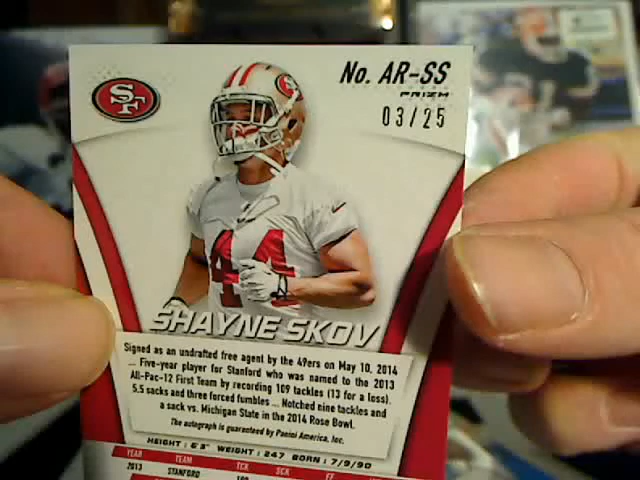 SF
No. AR-SS
PRIZM
03/25
44
SHAYNE SKOV
Signed as an undrafted free agent by the 49ers on May 10, 2014
... Five-year player for Stanford who was named to the 2013
All-Pac-12 First Team by recording 109 tackles (13 for a loss),
5.5 sacks and three forced fumbles ... Notched nine tackles and
a sack vs. Michigan State in the 2014 Rose Bowl.
The autograph is guaranteed by Panini America, Inc.
HEIGHT: 6'3" WEIGHT: 247 BORN: 7/9/90
YEAR TEAM TCK SCK FF
2013 STANFORD